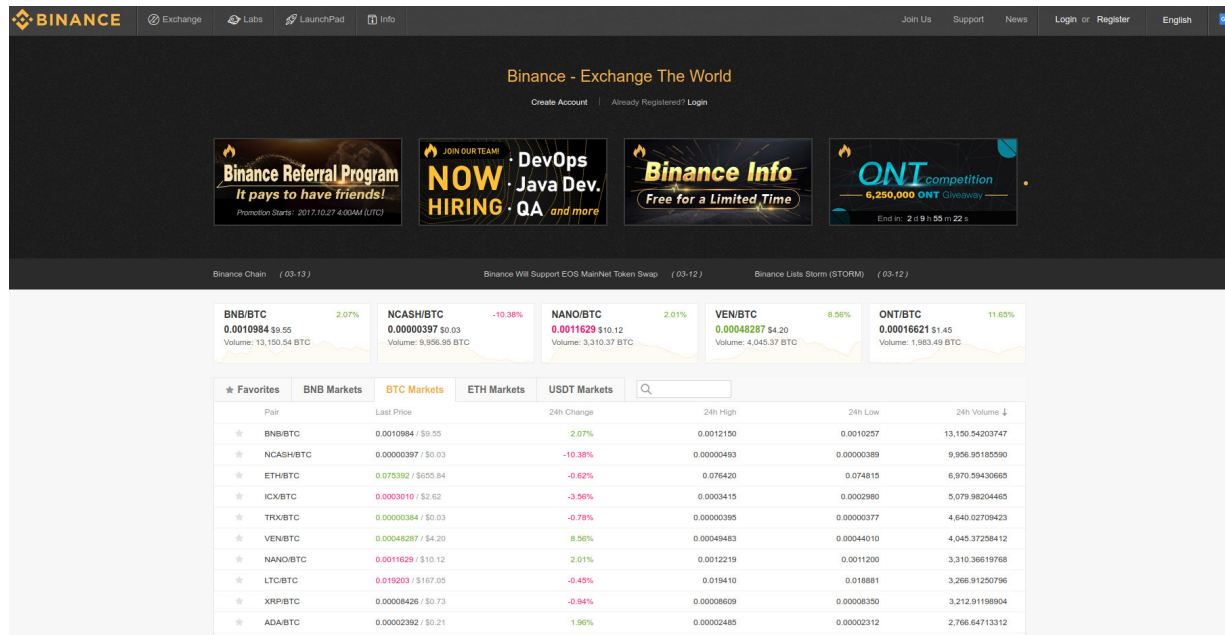 BINANCE Exchange Labs LaunchPad Info Join Us Support News Login or Register English
Binance - Exchange The World
Create Account Already Registered? Login
Binance Referral Program
It pays to have friends!
Promotion Starts: 2017.10.27 4:00AM (UTC)
JOIN OUR TEAM!
NOW
HIRING
· DevOps
· Java Dev.
· QA and more
Binance Info
Free for a Limited Time
ONT competition
6,250,000 ONT Giveaway
End in: 2 d 9 h 55 m 22 s
Binance Chain ( 03-13 ) Binance Will Support EOS MainNet Token Swap ( 03-12 ) Binance Lists Storm (STORM) ( 03-12 )
BNB/BTC 2.07%
0.0010984 $9.55
Volume: 13,150.54 BTC
NCASH/BTC -10.38%
0.00000397 $0.03
Volume: 9,956.95 BTC
NANO/BTC 2.01%
0.0011629 $10.12
Volume: 3,310.37 BTC
VEN/BTC 8.56%
0.00048287 $4.20
Volume: 4,045.37 BTC
ONT/BTC 11.65%
0.00016621 $1.45
Volume: 1,983.49 BTC
Favorites BNB Markets BTC Markets ETH Markets USDT Markets
Pair Last Price 24h Change 24h High 24h Low 24h Volume
BNB/BTC 0.0010984 / $9.55 2.07% 0.0012150 0.0010257 13,150.54203747
NCASH/BTC 0.00000397 / $0.03 -10.38% 0.00000493 0.00000389 9,956.95185590
ETH/BTC 0.075392 / $655.84 -0.62% 0.076420 0.074815 6,970.59430665
ICX/BTC 0.0003010 / $2.62 -3.56% 0.0003415 0.0002980 5,079.98204465
TRX/BTC 0.00000384 / $0.03 -0.78% 0.00000395 0.00000377 4,640.02709423
VEN/BTC 0.00048287 / $4.20 8.56% 0.00049483 0.00044010 4,045.37258412
NANO/BTC 0.0011629 / $10.12 2.01% 0.0012219 0.0011200 3,310.36619768
LTC/BTC 0.019203 / $167.05 -0.45% 0.019410 0.018881 3,266.91250796
XRP/BTC 0.00008426 / $0.73 -0.94% 0.00008609 0.00008350 3,212.91198904
ADA/BTC 0.00002392 / $0.21 1.96% 0.00002485 0.00002312 2,766.64713312